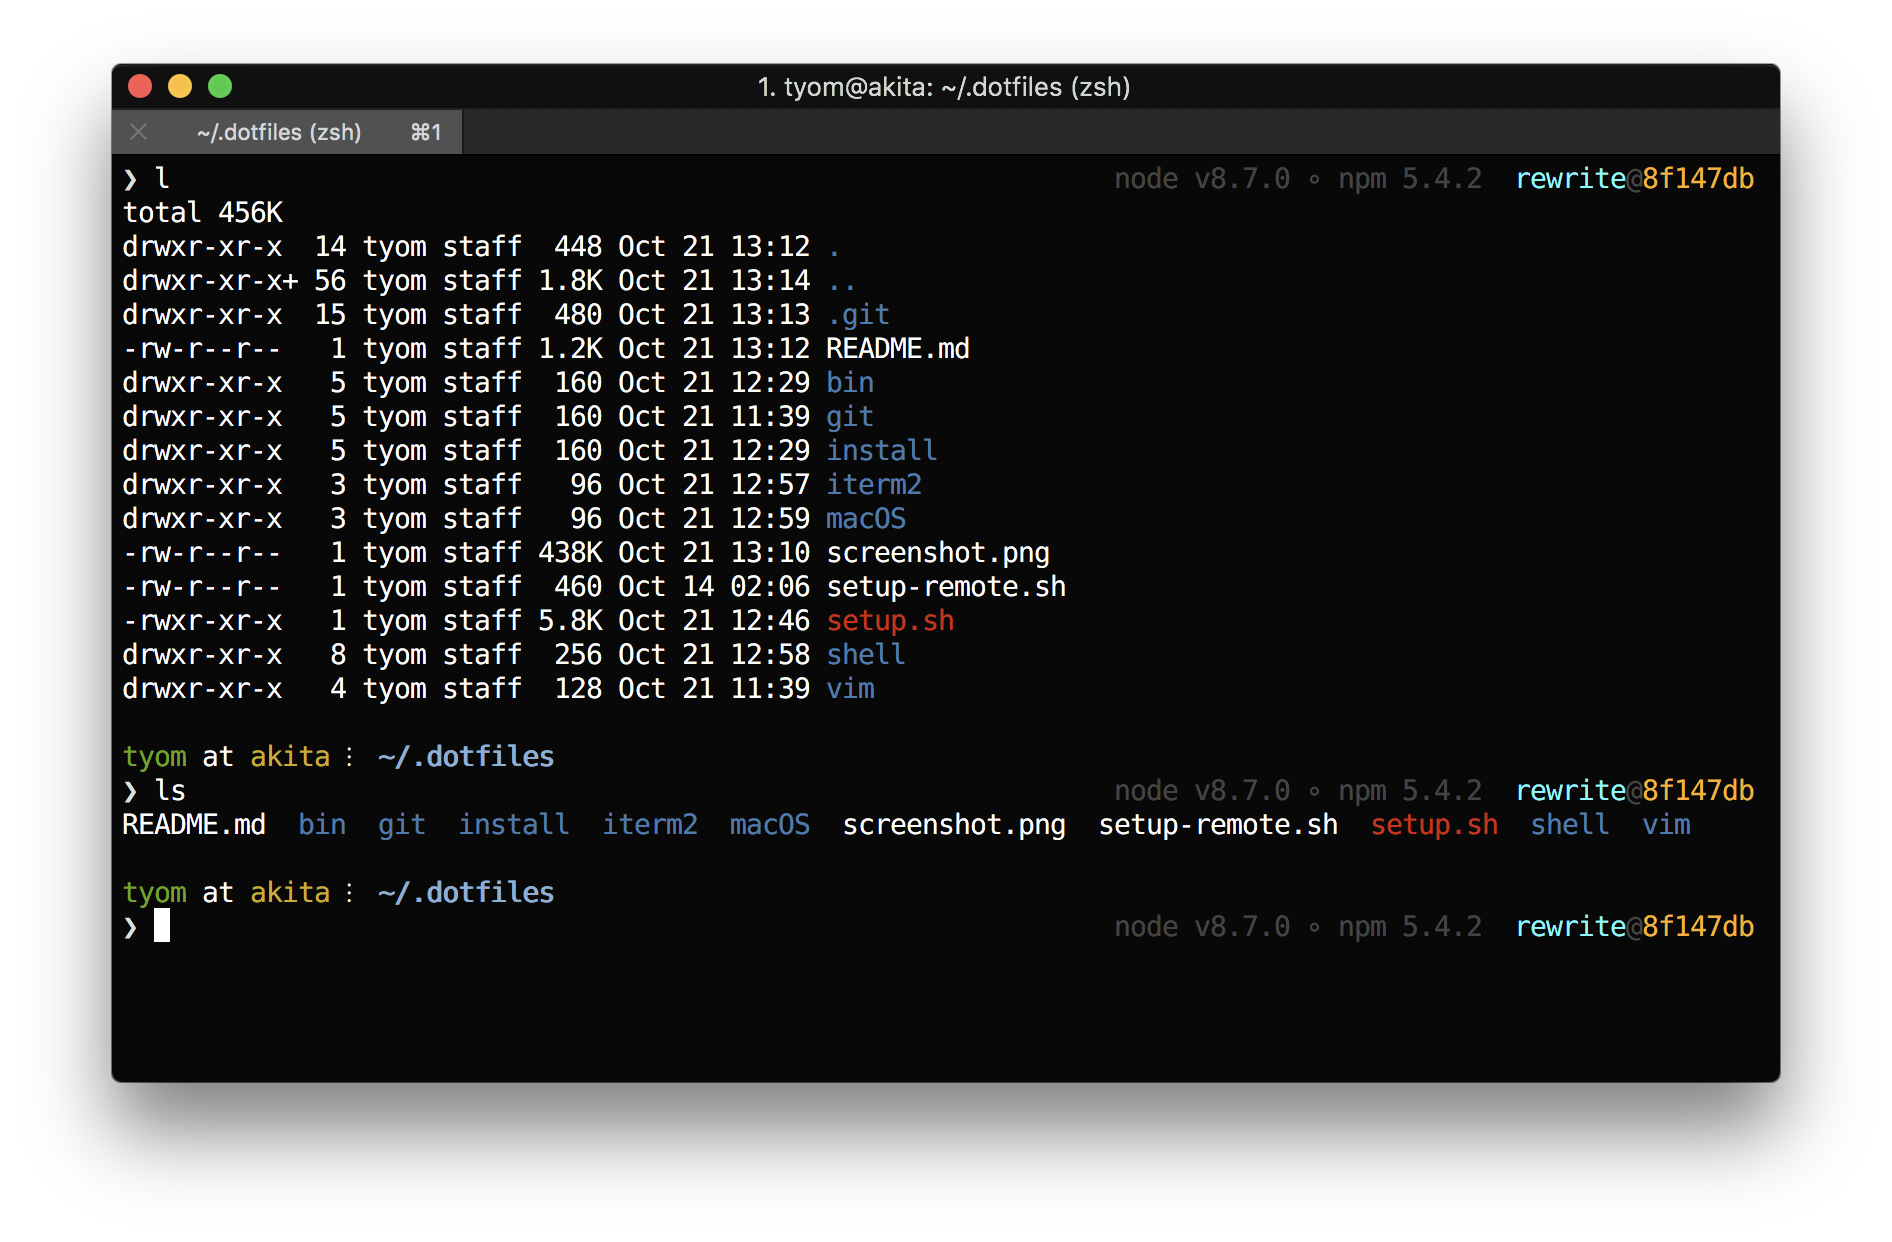 1. tyom@akita: ~/.dotfiles (zsh)
~/.dotfiles (zsh) ⌘1
❯ l node v8.7.0 ∘ npm 5.4.2 rewrite@8f147db
total 456K
drwxr-xr-x  14 tyom staff  448 Oct 21 13:12 .
drwxr-xr-x+ 56 tyom staff 1.8K Oct 21 13:14 ..
drwxr-xr-x  15 tyom staff  480 Oct 21 13:13 .git
-rw-r--r--   1 tyom staff 1.2K Oct 21 13:12 README.md
drwxr-xr-x   5 tyom staff  160 Oct 21 12:29 bin
drwxr-xr-x   5 tyom staff  160 Oct 21 11:39 git
drwxr-xr-x   5 tyom staff  160 Oct 21 12:29 install
drwxr-xr-x   3 tyom staff   96 Oct 21 12:57 iterm2
drwxr-xr-x   3 tyom staff   96 Oct 21 12:59 macOS
-rw-r--r--   1 tyom staff 438K Oct 21 13:10 screenshot.png
-rw-r--r--   1 tyom staff  460 Oct 14 02:06 setup-remote.sh
-rwxr-xr-x   1 tyom staff 5.8K Oct 21 12:46 setup.sh
drwxr-xr-x   8 tyom staff  256 Oct 21 12:58 shell
drwxr-xr-x   4 tyom staff  128 Oct 21 11:39 vim
tyom at akita ⋮ ~/.dotfiles
❯ ls node v8.7.0 ∘ npm 5.4.2 rewrite@8f147db
README.md  bin  git  install  iterm2  macOS  screenshot.png  setup-remote.sh  setup.sh  shell  vim
tyom at akita ⋮ ~/.dotfiles
❯ node v8.7.0 ∘ npm 5.4.2 rewrite@8f147db